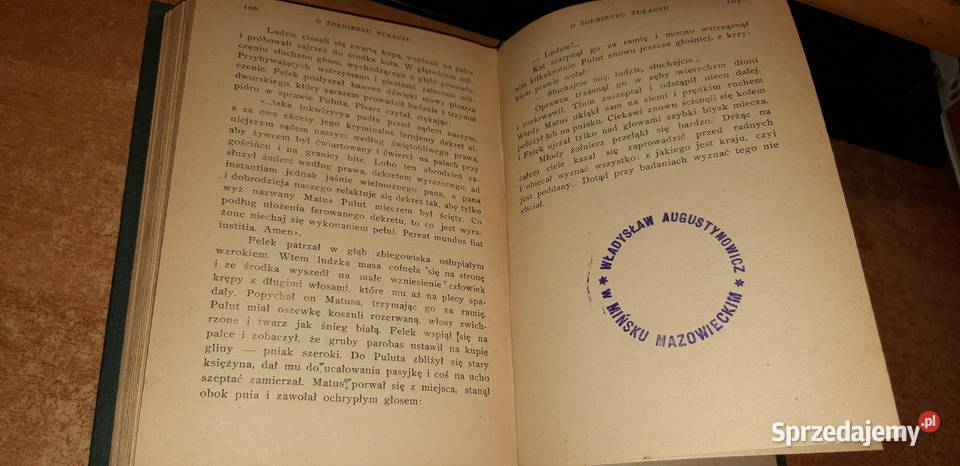 106
O ŻOŁNIERZU TUŁACZU
Ludzie cisnęli się zwartą kupą, wspinali na palce
i próbowali zajrzeć do środka koła. W głębokim mil-
czeniu słuchano głosu, wychodzącego z głębi gromady.
Przybywających wstrzymano i gestami zalecono mil-
czenie. Felek posłyszał basowe dźwięki mowy pisarza
dworskiego, który zarazem prowadził badanie i trzymał
pióro w sprawie Puluta. Pisarz czytał, stękając:
«...taka inkwizycya padła przed sądem naszym,
a za owe ekcesy jego kryminalne ferujemy dekret ni-
niejszym sądem naszym według świętobliwego prawa,
aby żywcem był ćwiartowany i ćwierci na palach przy
gościńcu i na granicy bite. Lubo ten zbrodzień za-
służył śmierć według prawa, dekretem wyrażonego, ad
instantiam jednak jaśnie wielmożnego pana, a pana
i dobrodzieja naszego relaktuje się dekret tak, aby tylko
wyż nazwany Matus Pulut mieczem był ścięty. Co
podług ułożenia ferowanego dekretu, to co jest wyra-
żone niechaj się wykonaniem pełni. Pereat mundus fiat
iustitia. Amen».
Felek patrzał w głąb zbiegowiska osłupiałym
wzrokiem. Wtem ludzka masa cofnęła się na stronę
i ze środka wyszedł na małe wzniesienie człowiek
krępy z długimi włosami, które mu aż na plecy spa-
dały. Popychał on Matusa, trzymając go za ramię.
Pulut miał oszewkę koszuli rozerwaną, włosy zwich-
rzone i twarz jak śnieg białą. Felek wspiął się na
palce i zobaczył, że gruby parobas ustawił na kupie
gliny — pniak szeroki. Do Puluta zbliżył się stary
księżyna, dał mu do ucałowania pasyjkę i coś na ucho
szeptać zamierzał. Matus porwał się z miejsca, stanął
obok pnia i zawołał ochrypłym głosem:
O ŻOŁNIERZU TUŁACZU
107
— Ludzie!...
Kat szarpnął go za ramię i mocno wstrząsnął
nim kilkakrotnie. Pulut znowu jeszcze głośniej, z krzy-
kiem prawie wołał:
— Słuchajcie mię, ludzie, słuchajcie...
Oprawca trzasnął go w zęby wierzchem dłoni
i rozkrwawił. Tłum zaszeptał i odstąpił nieco dalej.
Wtedy Matus ukląkł sam na ziemi i prędkim ruchem
położył łeb na pniaku. Ciekawi znowu ścisnęli się kołem
i Felek ujrzał tylko nad głowami szybki błysk miecza.
Młody żołnierz przeląkł się bardzo. Drżąc na
całem ciele kazał się zaprowadzić przed radnych
i obiecał wyznać wszystko: z jakiego jest kraju, czyj
jest poddany... Dotąd przy badaniach wyznać tego nie
chciał.
* WŁADYSŁAW AUGUSTYNOWICZ *
W MIŃSKU MAZOWIECKIM
Sprzedajemy.pl